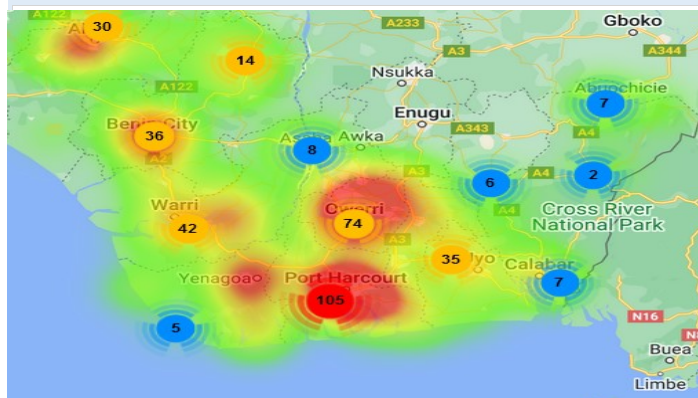 A122
30
A233
Gboko
A3
A344
14
Nsukka
A122
Abuochicie
7
Enugu
Benin City
36
A343
A4
8
Awka
A2
A3
A4
6
2
Warri
Owerri
A4
Cross River
National Park
42
74
A3
35
Yenagoa
Port Harcourt
Calabar
7
105
5
N16
Buea
Limbe